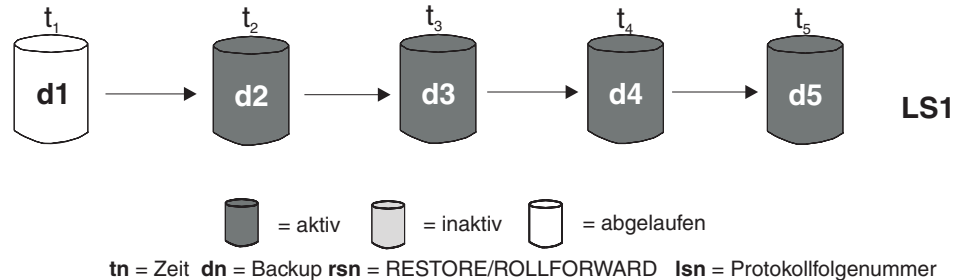 t1 t2 t3 t4 t5
d1 d2 d3 d4 d5 LS1
= aktiv = inaktiv = abgelaufen
tn = Zeit dn = Backup rsn = RESTORE/ROLLFORWARD lsn = Protokollfolgenummer